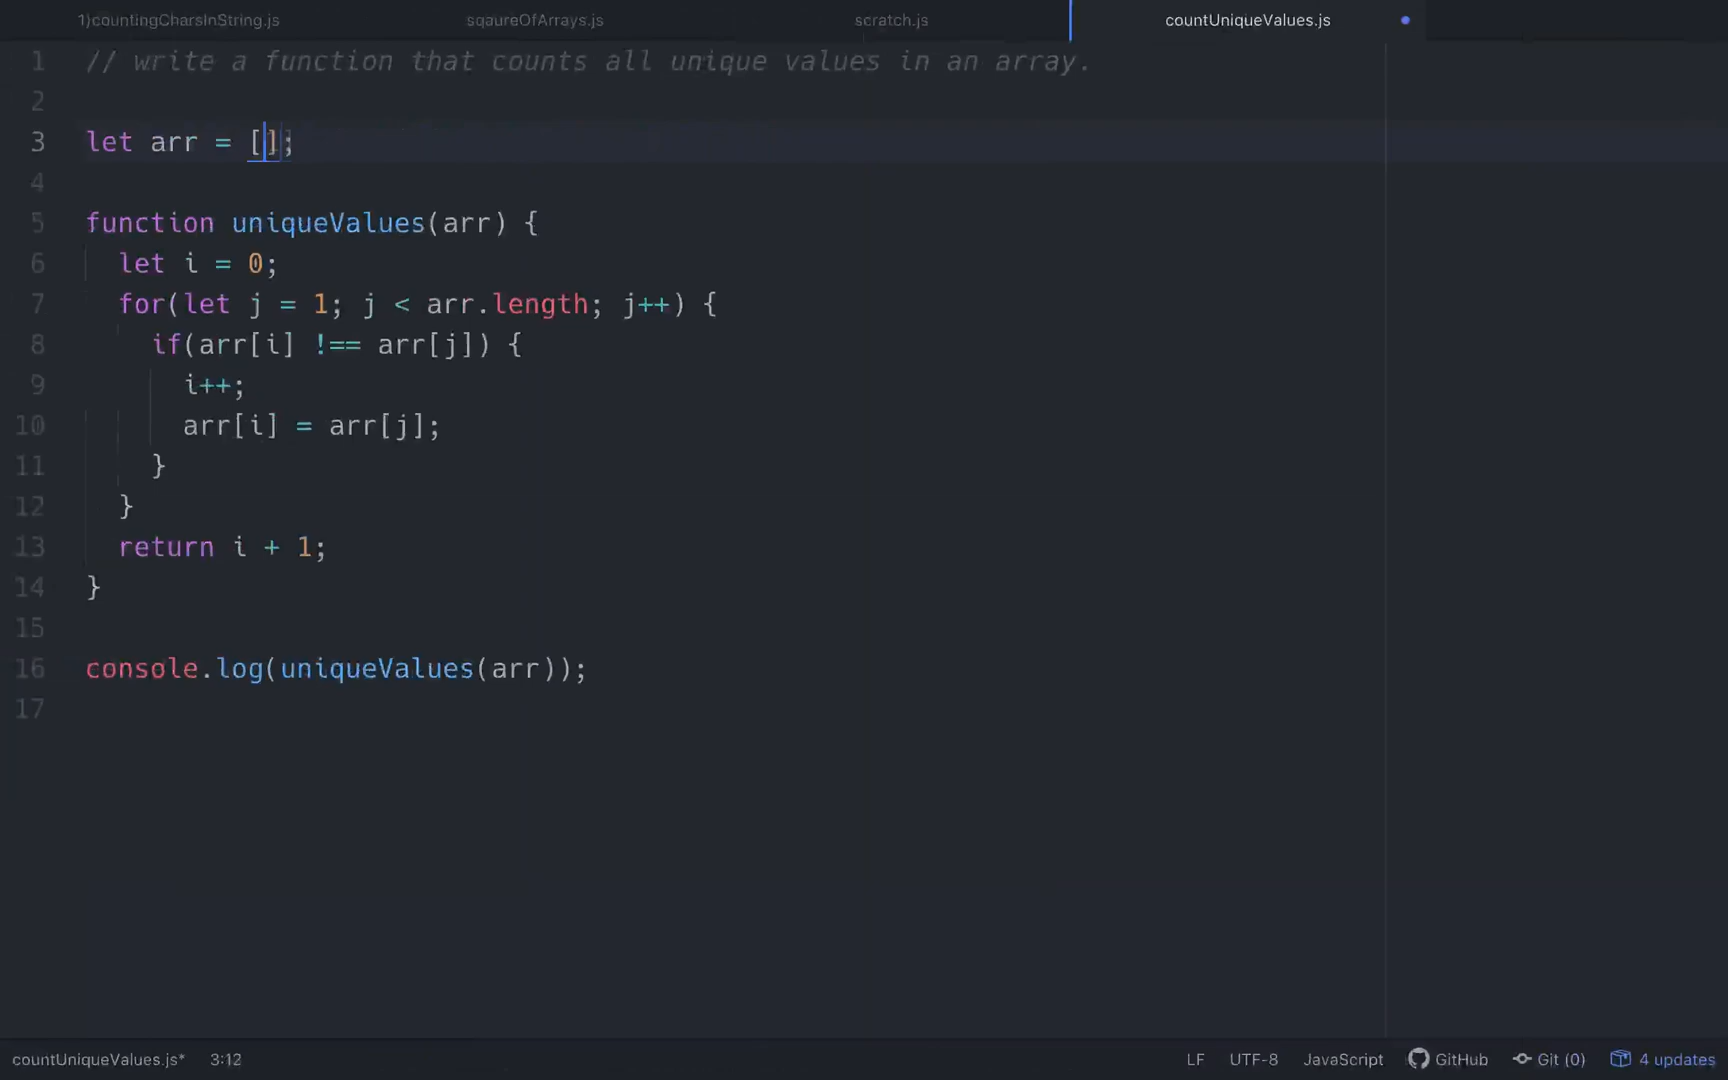 1)countingCharsInString.js sqaureOfArrays.js scratch.js countUniqueValues.js
1 // write a function that counts all unique values in an array.
2
3 let arr = [];
4
5 function uniqueValues(arr) {
6 let i = 0;
7 for(let j = 1; j < arr.length; j++) {
8 if(arr[i] !== arr[j]) {
9 i++;
10 arr[i] = arr[j];
11 }
12 }
13 return i + 1;
14 }
15
16 console.log(uniqueValues(arr));
17
countUniqueValues.js* 3:12 LF UTF-8 JavaScript GitHub Git (0) 4 updates